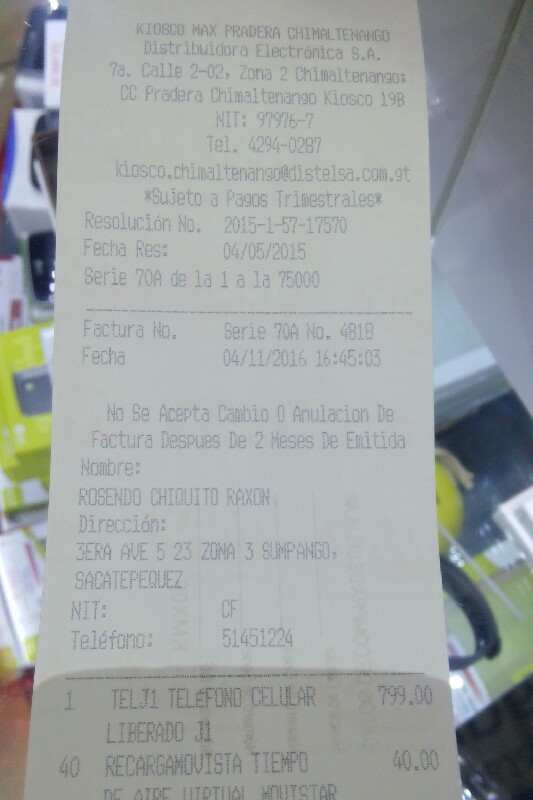 KIOSCO MAX PRADERA CHIMALTENANGO
Distribuidora Electrónica S.A.
7a. Calle 2-02, Zona 2 Chimaltenango;
CC Pradera Chimaltenango Kiosco 19B
NIT: 97976-7
Tel. 4294-0287
kiosco.chimaltenango@distelsa.com.gt
*Sujeto a Pagos Trimestrales*
Resolución No. 2015-1-57-17570
Fecha Res: 04/05/2015
Serie 70A de la 1 a la 75000
Factura No. Serie 70A No. 4818
Fecha 04/11/2016 16:45:03
No Se Acepta Cambio O Anulacion De
Factura Despues De 2 Meses De Emitida
Nombre:
ROSENDO CHIQUITO RAXON
Dirección:
3ERA AVE 5 23 ZONA 3 SUMPANGO,
SACATEPEQUEZ
NIT: CF
Teléfono: 51451224
1 TELJ1 TELéFONO CELULAR 799.00
LIBERADO J1
40 RECARGAMOVISTA TIEMPO 40.00
DE AIRE VIRTUAL MOVISTAR